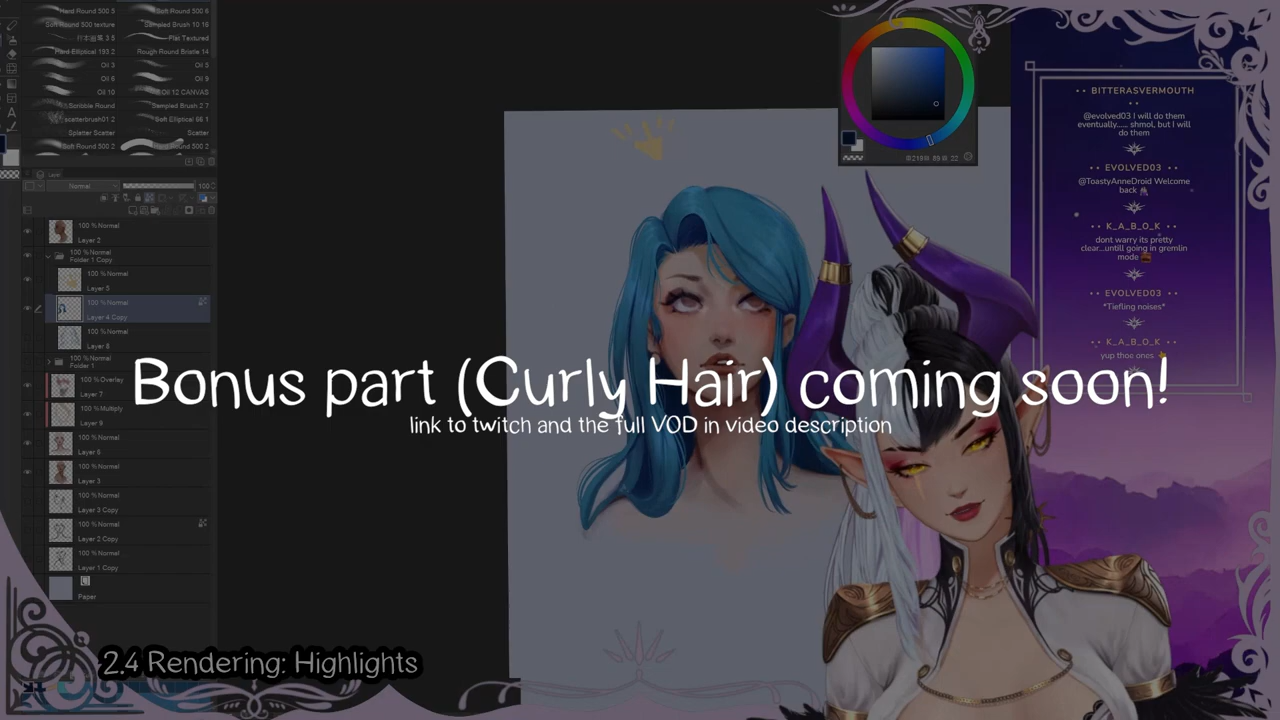 Hard Round 500 5
Soft Round 500 6
Soft Round 500 texture
Sampled Brush 10 16
Flat Textured
Hard Elliptical 193 2
Rough Round Bristle 14
Oil 3
Oil 5
Oil 6
Oil 9
Oil 10
Oil 12 CANVAS
Scribble Round
Sampled Brush 2 7
scatterbrush01 2
Soft Elliptical 66 1
Splatter Scatter
Scatter
Soft Round 500 2
Hard Round 500 2
Layer
Normal
100
100 % Normal
Layer 2
100 % Normal
Folder 1 Copy
100 % Normal
Layer 5
100 % Normal
Layer 4 Copy
100 % Normal
Layer 8
100 % Normal
Folder 1
100 % Overlay
Layer 7
100 % Multiply
Layer 9
100 % Normal
Layer 6
100 % Normal
Layer 3
100 % Normal
Layer 3 Copy
100 % Normal
Layer 2 Copy
100 % Normal
Layer 1 Copy
Paper
BITTERASVERMOUTH
@evolved03 I will do them
eventually..... shmol, but I will
do them
EVOLVED03
@ToastyAnneDroid Welcome
back
K_A_B_O_K
dont warry its pretty
clear...untill going in gremlin
mode
EVOLVED03
*Tiefling noises*
K_A_B_O_K
yup thoe ones
Bonus part (Curly Hair) coming soon!
link to twitch and the full VOD in video description
2.4 Rendering: Highlights